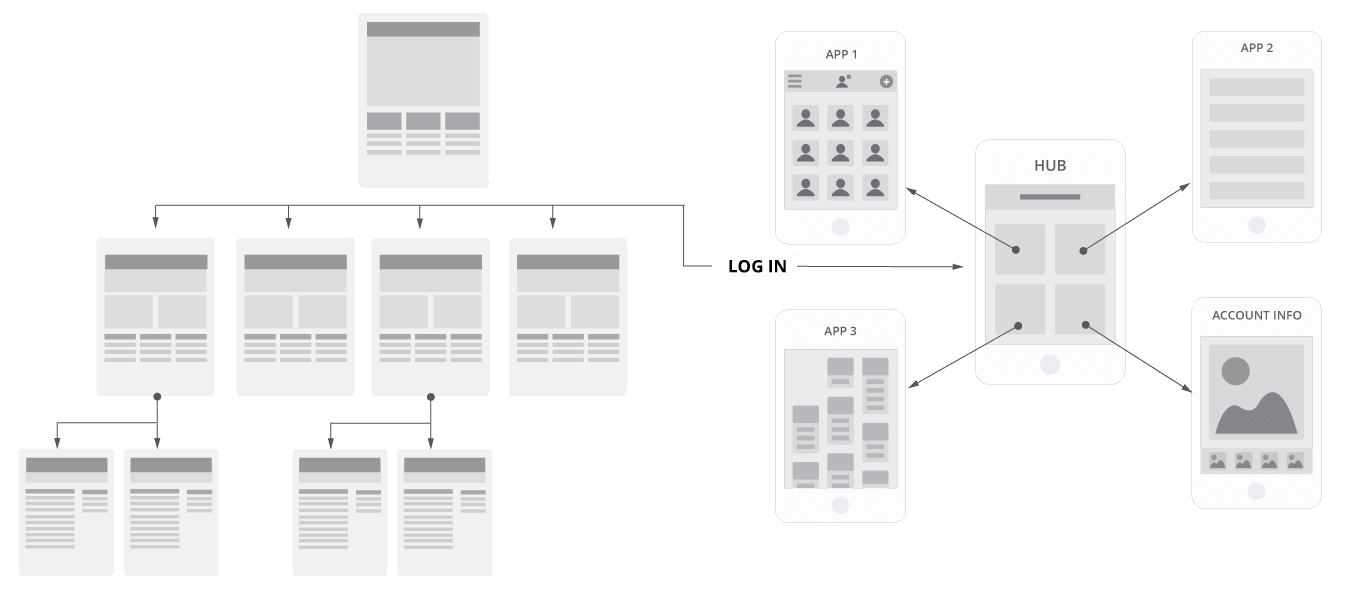 APP 1
APP 2
HUB
LOG IN
APP 3
ACCOUNT INFO